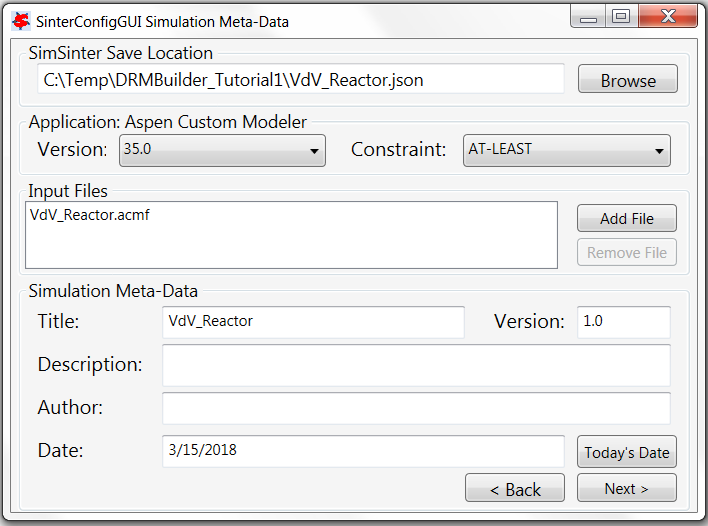 SinterConfigGUI Simulation Meta-Data
SimSinter Save Location
C:\Temp\DRMBuilder_Tutorial1\VdV_Reactor.json
Browse
Application: Aspen Custom Modeler
Version: 35.0 Constraint: AT-LEAST
Input Files
VdV_Reactor.acmf
Add File
Remove File
Simulation Meta-Data
Title: VdV_Reactor Version: 1.0
Description:
Author:
Date: 3/15/2018 Today's Date
< Back Next >